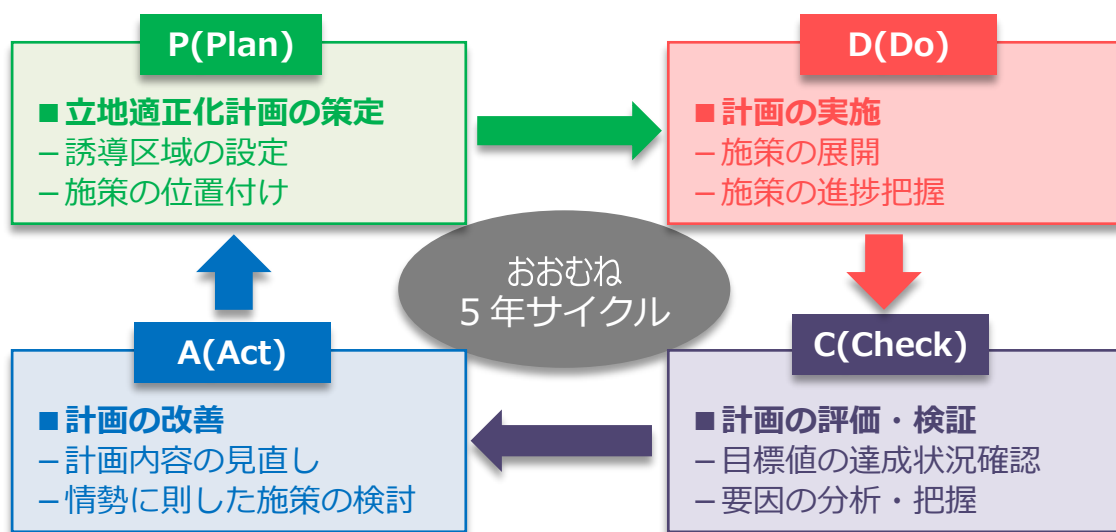 P(Plan)
■立地適正化計画の策定
－誘導区域の設定
－施策の位置付け
D(Do)
■計画の実施
－施策の展開
－施策の進捗把握
おおむね
５年サイクル
A(Act)
■計画の改善
－計画内容の見直し
－情勢に則した施策の検討
C(Check)
■計画の評価・検証
－目標値の達成状況確認
－要因の分析・把握